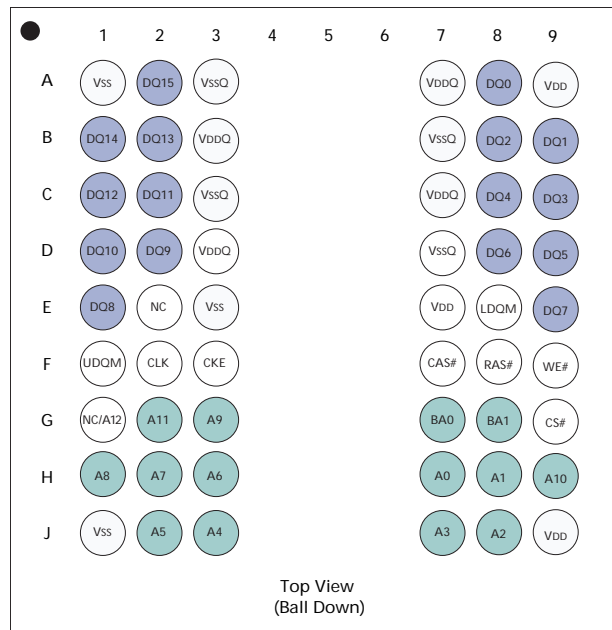 1 2 3 4 5 6 7 8 9
A VSS DQ15 VSSQ VDDQ DQ0 VDD
B DQ14 DQ13 VDDQ VSSQ DQ2 DQ1
C DQ12 DQ11 VSSQ VDDQ DQ4 DQ3
D DQ10 DQ9 VDDQ VSSQ DQ6 DQ5
E DQ8 NC VSS VDD LDQM DQ7
F UDQM CLK CKE CAS# RAS# WE#
G NC/A12 A11 A9 BA0 BA1 CS#
H A8 A7 A6 A0 A1 A10
J VSS A5 A4 A3 A2 VDD
Top View
(Ball Down)